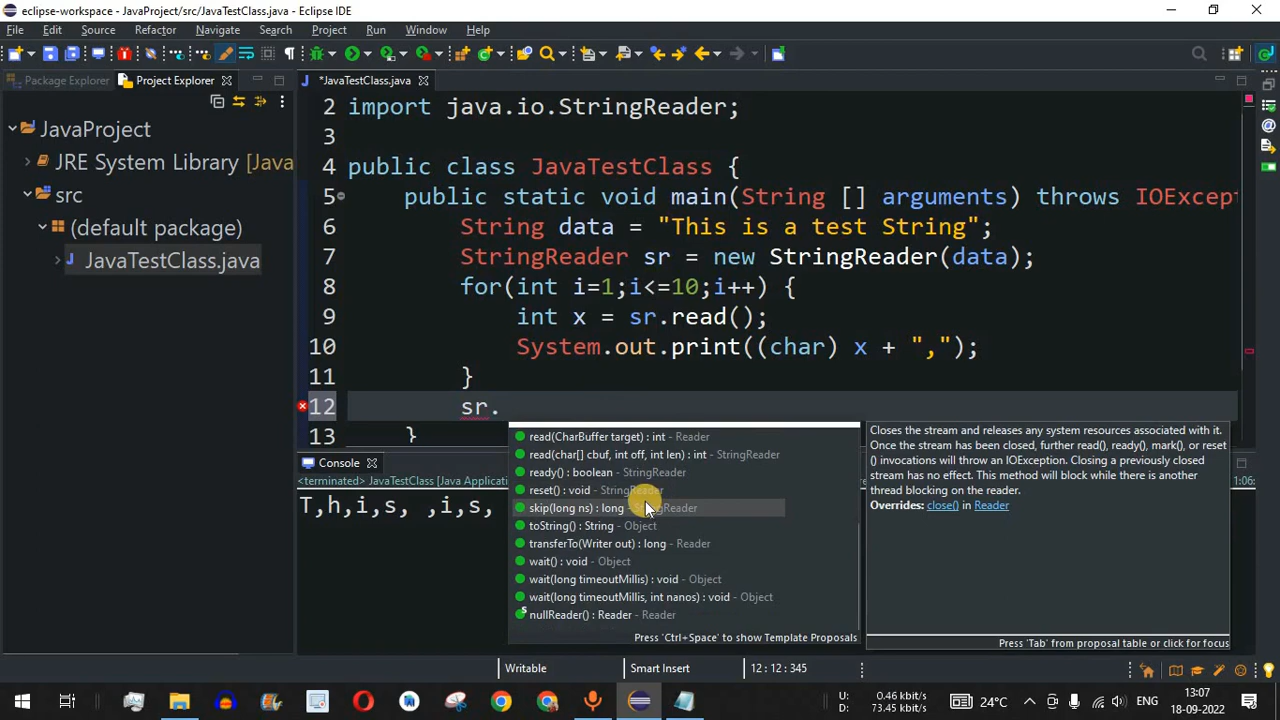 eclipse-workspace - JavaProject/src/JavaTestClass.java - Eclipse IDE
File Edit Source Refactor Navigate Search Project Run Window Help
Package Explorer Project Explorer
*JavaTestClass.java
JavaProject
JRE System Library [Java
src
(default package)
JavaTestClass.java
2 import java.io.StringReader;
3
4 public class JavaTestClass {
5 public static void main(String [] arguments) throws IOExcept
6 String data = "This is a test String";
7 StringReader sr = new StringReader(data);
8 for(int i=1;i<=10;i++) {
9 int x = sr.read();
10 System.out.print((char) x + ",");
11 }
12 sr.
13 }
read(CharBuffer target) : int - Reader
read(char[] cbuf, int off, int len) : int - StringReader
ready() : boolean - StringReader
reset() : void - StringReader
skip(long ns) : long - StringReader
toString() : String - Object
transferTo(Writer out) : long - Reader
wait() : void - Object
wait(long timeoutMillis) : void - Object
wait(long timeoutMillis, int nanos) : void - Object
nullReader() : Reader - Reader
Press 'Ctrl+Space' to show Template Proposals
Closes the stream and releases any system resources associated with it.
Once the stream has been closed, further read(), ready(), mark(), or reset
() invocations will throw an IOException. Closing a previously closed
stream has no effect. This method will block while there is another
thread blocking on the reader.
Overrides: close() in Reader
Press 'Tab' from proposal table or click for focus
Console
<terminated> JavaTestClass [Java Applicati
1:06:
T,h,i,s, ,i,s,
Writable Smart Insert 12 : 12 : 345
U: 0.46 kbit/s
D: 73.45 kbit/s
24°C
ENG
13:07
18-09-2022